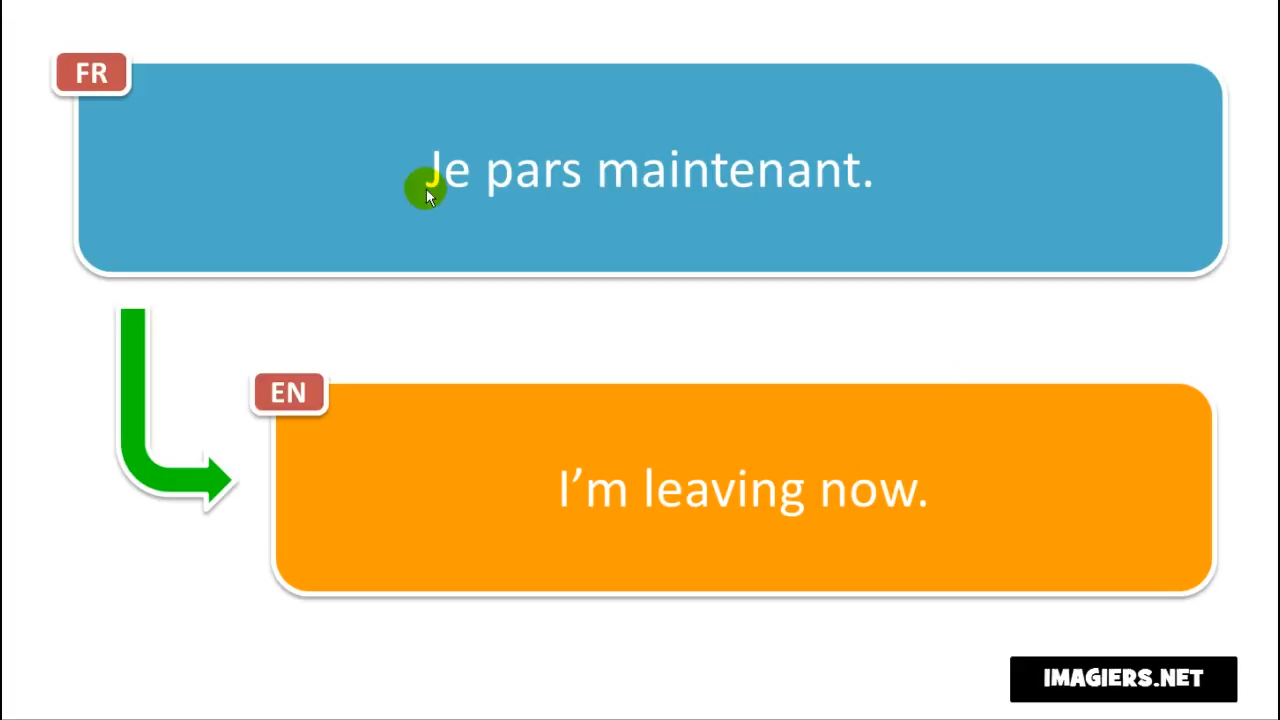 FR
Je pars maintenant.
EN
I’m leaving now.
IMAGIERS.NET